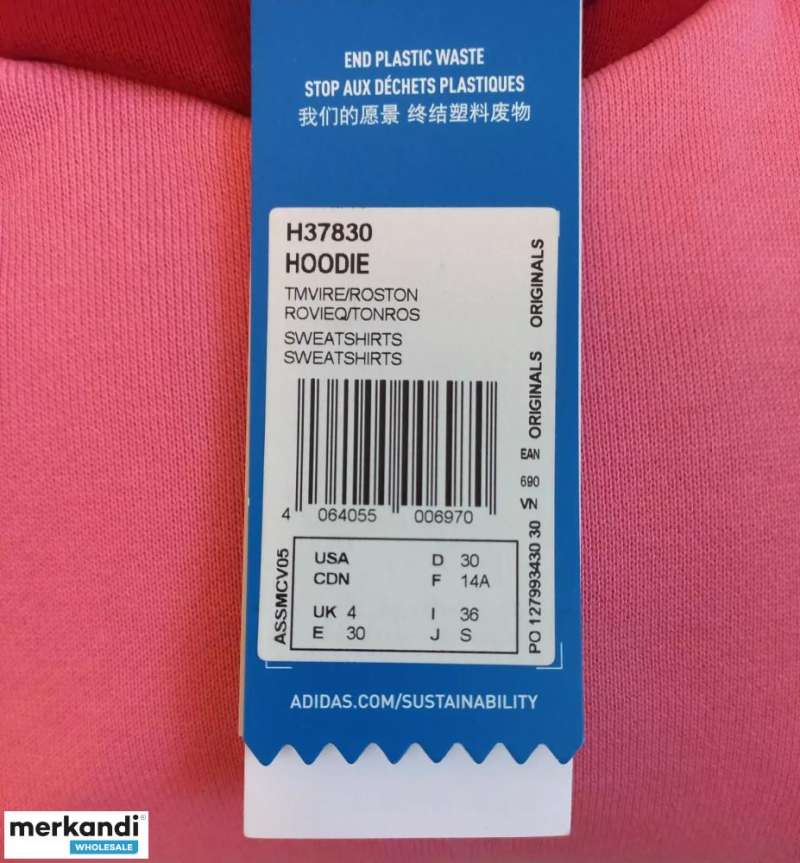 END PLASTIC WASTE
STOP AUX DÉCHETS PLASTIQUES
我们的愿景 终结塑料废物
H37830
HOODIE
TMVIRE/ROSTON
ROVIEQ/TONROS
SWEATSHIRTS
SWEATSHIRTS
ORIGINALS
ORIGINALS
EAN
690
VN
PO 127993430 30
4 064055 006970
ASSMCV05
USA D 30
CDN F 14A
UK 4 I 36
E 30 J S
ADIDAS.COM/SUSTAINABILITY
merkandi®
WHOLESALE